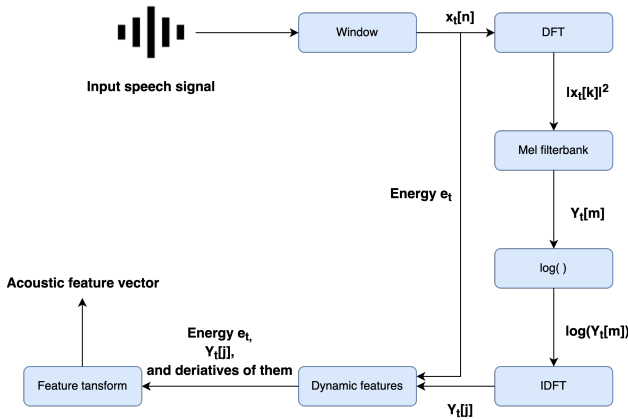 Input speech signal
Window
xt[n]
DFT
|xt[k]|²
Mel filterbank
Energy et
Yt[m]
log( )
log(Yt[m])
IDFT
Yt[j]
Dynamic features
Energy et,
Yt[j],
and deriatives of them
Feature tansform
Acoustic feature vector